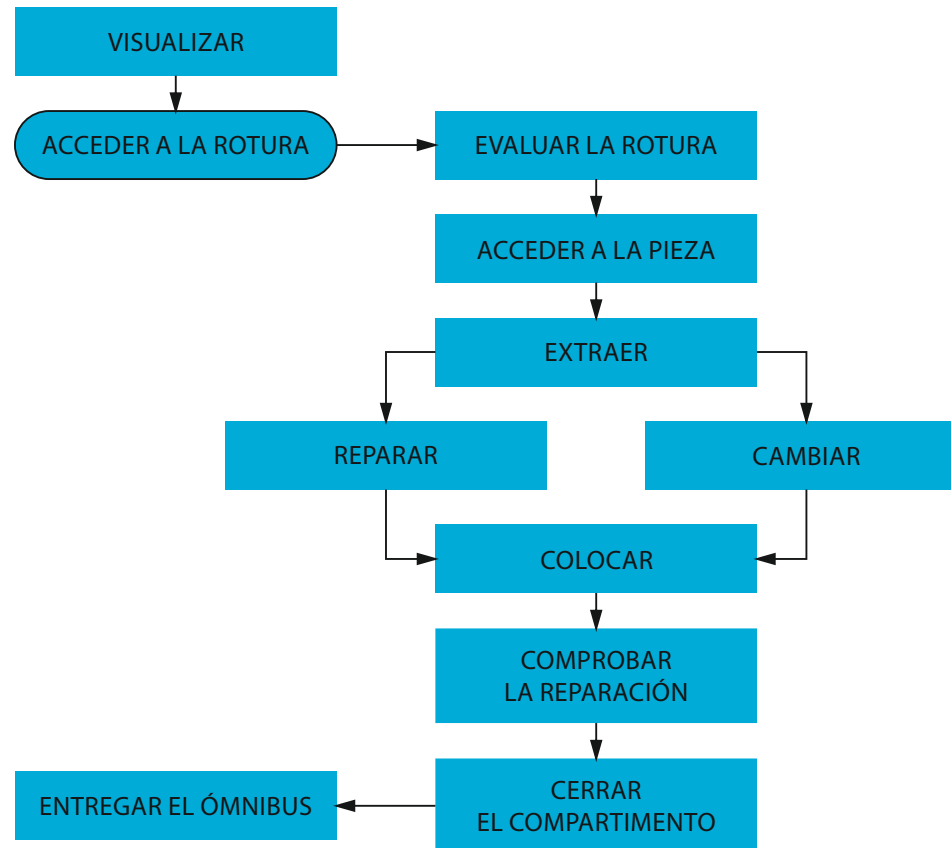 VISUALIZAR
ACCEDER A LA ROTURA
EVALUAR LA ROTURA
ACCEDER A LA PIEZA
EXTRAER
REPARAR
CAMBIAR
COLOCAR
COMPROBAR
LA REPARACIÓN
CERRAR
EL COMPARTIMENTO
ENTREGAR EL ÓMNIBUS